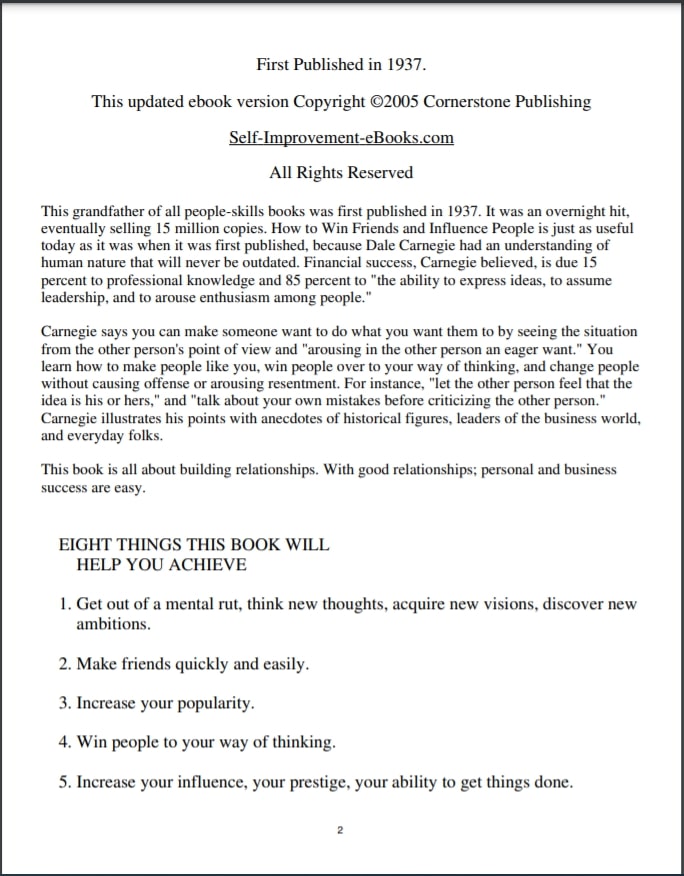 First Published in 1937.
This updated ebook version Copyright ©2005 Cornerstone Publishing
Self-Improvement-eBooks.com
All Rights Reserved
This grandfather of all people-skills books was first published in 1937. It was an overnight hit,
eventually selling 15 million copies. How to Win Friends and Influence People is just as useful
today as it was when it was first published, because Dale Carnegie had an understanding of
human nature that will never be outdated. Financial success, Carnegie believed, is due 15
percent to professional knowledge and 85 percent to "the ability to express ideas, to assume
leadership, and to arouse enthusiasm among people."
Carnegie says you can make someone want to do what you want them to by seeing the situation
from the other person's point of view and "arousing in the other person an eager want." You
learn how to make people like you, win people over to your way of thinking, and change people
without causing offense or arousing resentment. For instance, "let the other person feel that the
idea is his or hers," and "talk about your own mistakes before criticizing the other person."
Carnegie illustrates his points with anecdotes of historical figures, leaders of the business world,
and everyday folks.
This book is all about building relationships. With good relationships; personal and business
success are easy.
EIGHT THINGS THIS BOOK WILL
HELP YOU ACHIEVE
1. Get out of a mental rut, think new thoughts, acquire new visions, discover new
ambitions.
2. Make friends quickly and easily.
3. Increase your popularity.
4. Win people to your way of thinking.
5. Increase your influence, your prestige, your ability to get things done.
2